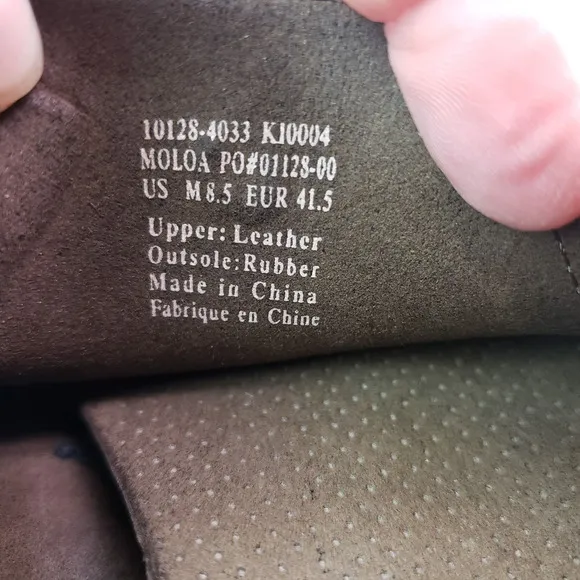 10128-4033 KJ0004
MOLOA PO#01128-00
US M 8.5 EUR 41.5
Upper: Leather
Outsole: Rubber
Made in China
Fabrique en Chine